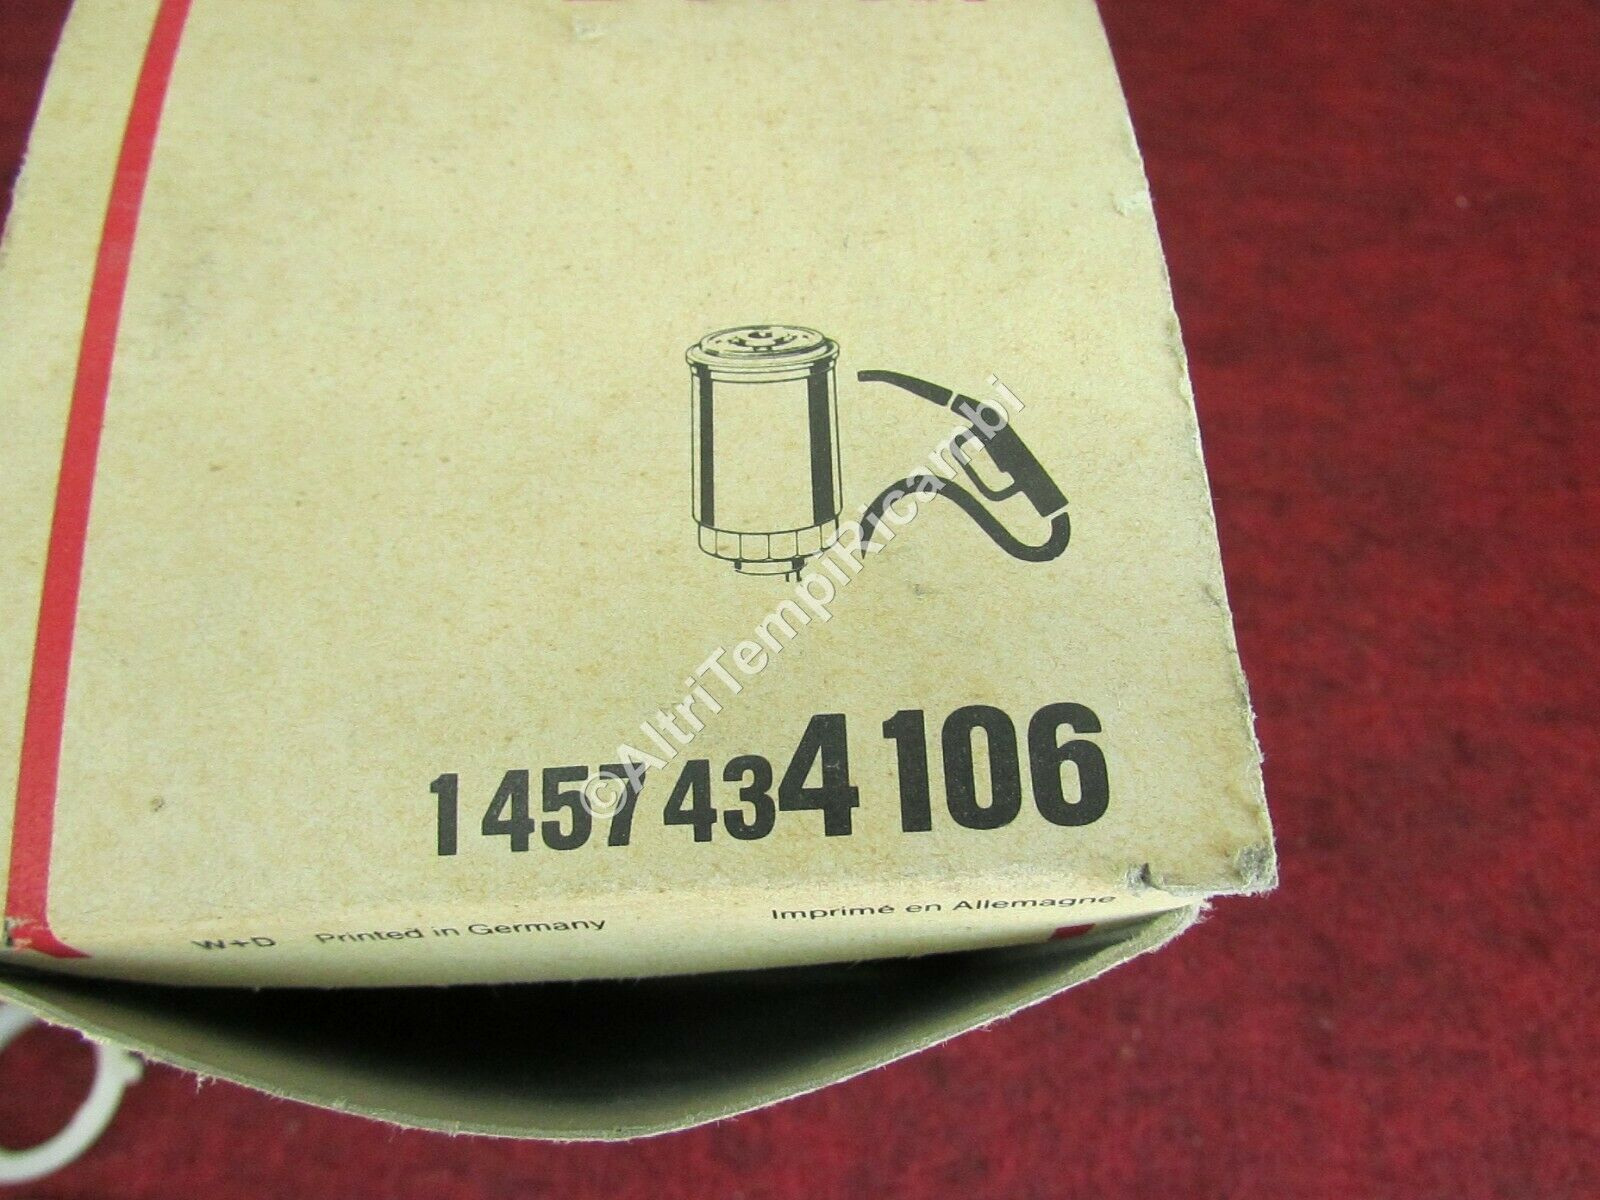 1 457 434 106
W+D Printed in Germany Imprimé en Allemagne
©AltriTempiRicambi